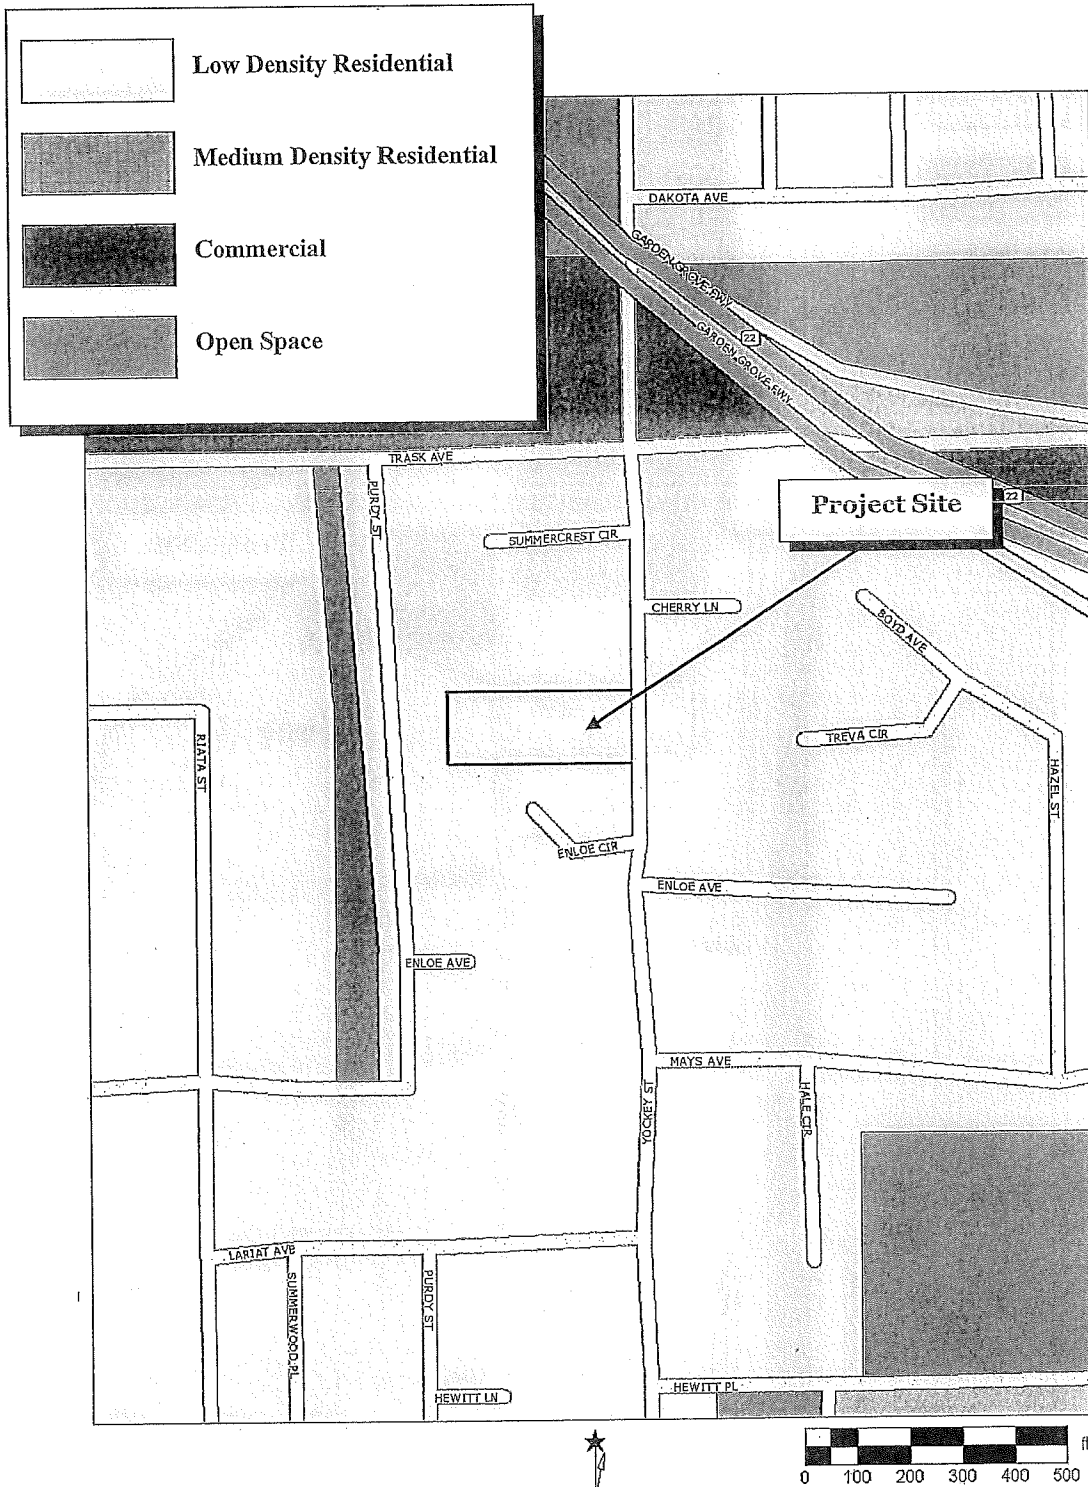 Low Density Residential
Medium Density Residential
Commercial
Open Space
DAKOTA AVE
GARDEN GROVE FWY
22
GARDEN GROVE FWY
TRASK AVE
PURDY ST
Project Site
22
SUMMERCREST CIR
CHERRY LN
BOYD AVE
TREVA CIR
RIATA ST
HAZEL ST
ENLOE CIR
ENLOE AVE
ENLOE AVE
MAYS AVE
YOCKEY ST
HALE CIR
LARIAT AVE
SUMMERWOOD PL
PURDY ST
HEWITT LN
HEWITT PL
0 100 200 300 400 500